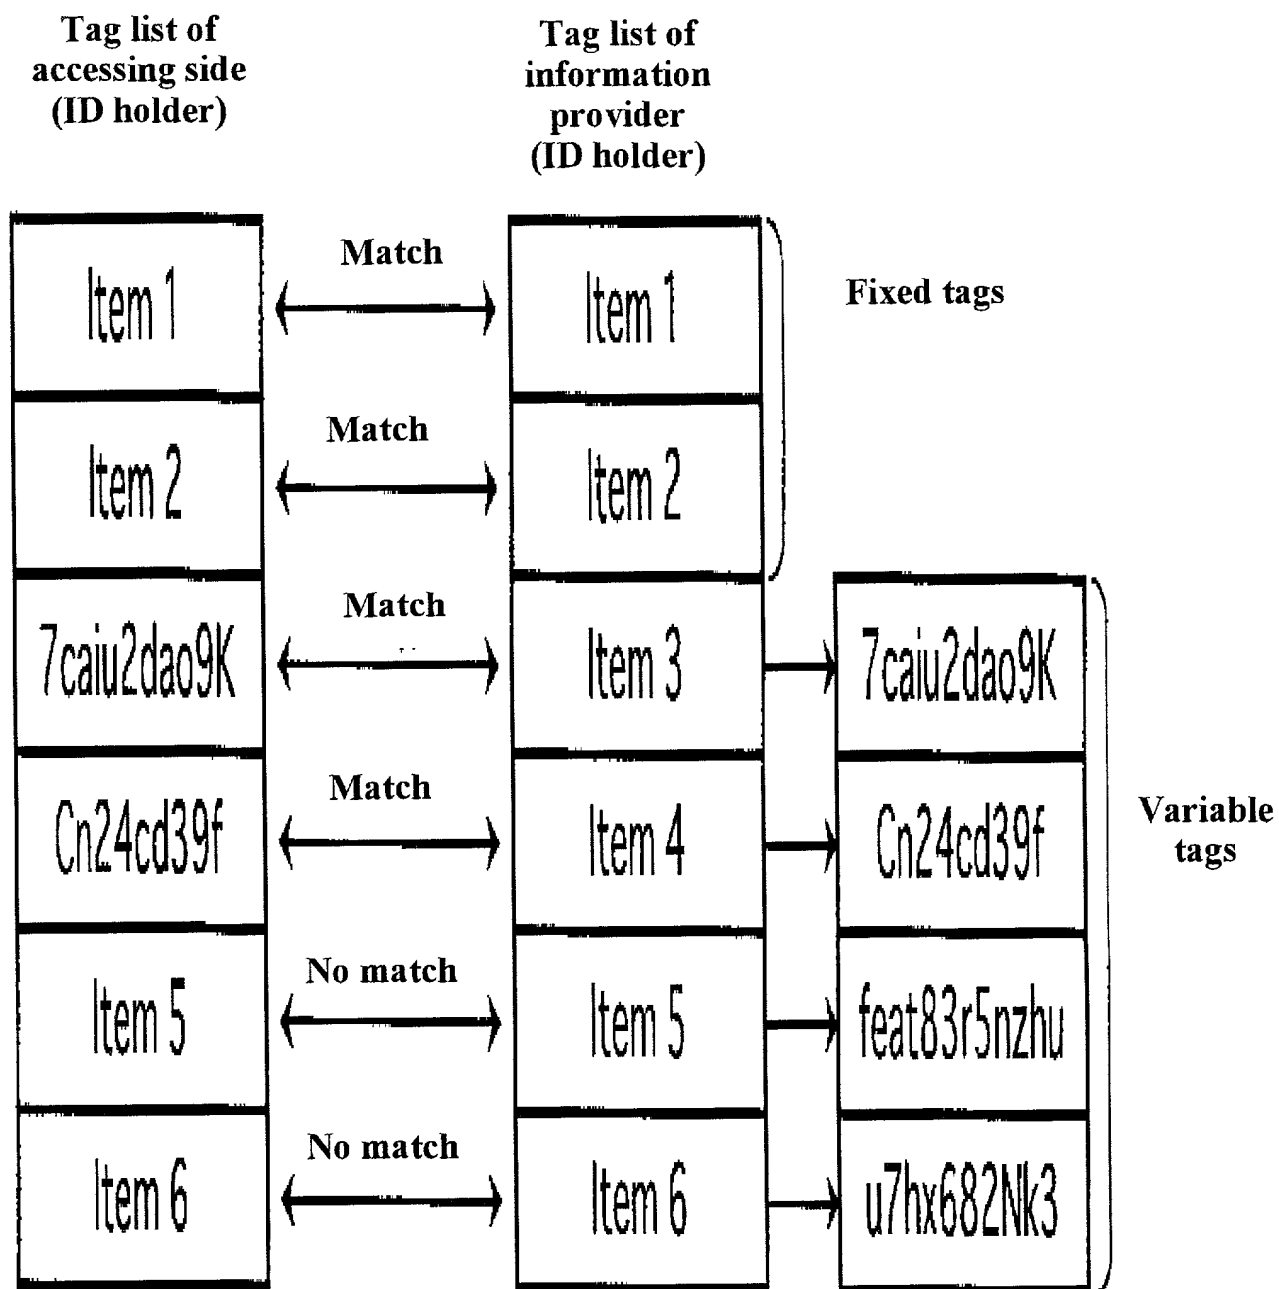 Tag list of
accessing side
(ID holder)
Tag list of
information
provider
(ID holder)
Item 1
Match
Item 1
Fixed tags
Item 2
Match
Item 2
7caiu2dao9K
Match
Item 3
7caiu2dao9K
Cn24cd39f
Match
Item 4
Cn24cd39f
Variable
tags
Item 5
No match
Item 5
feat83r5nzhu
Item 6
No match
Item 6
u7hx682Nk3